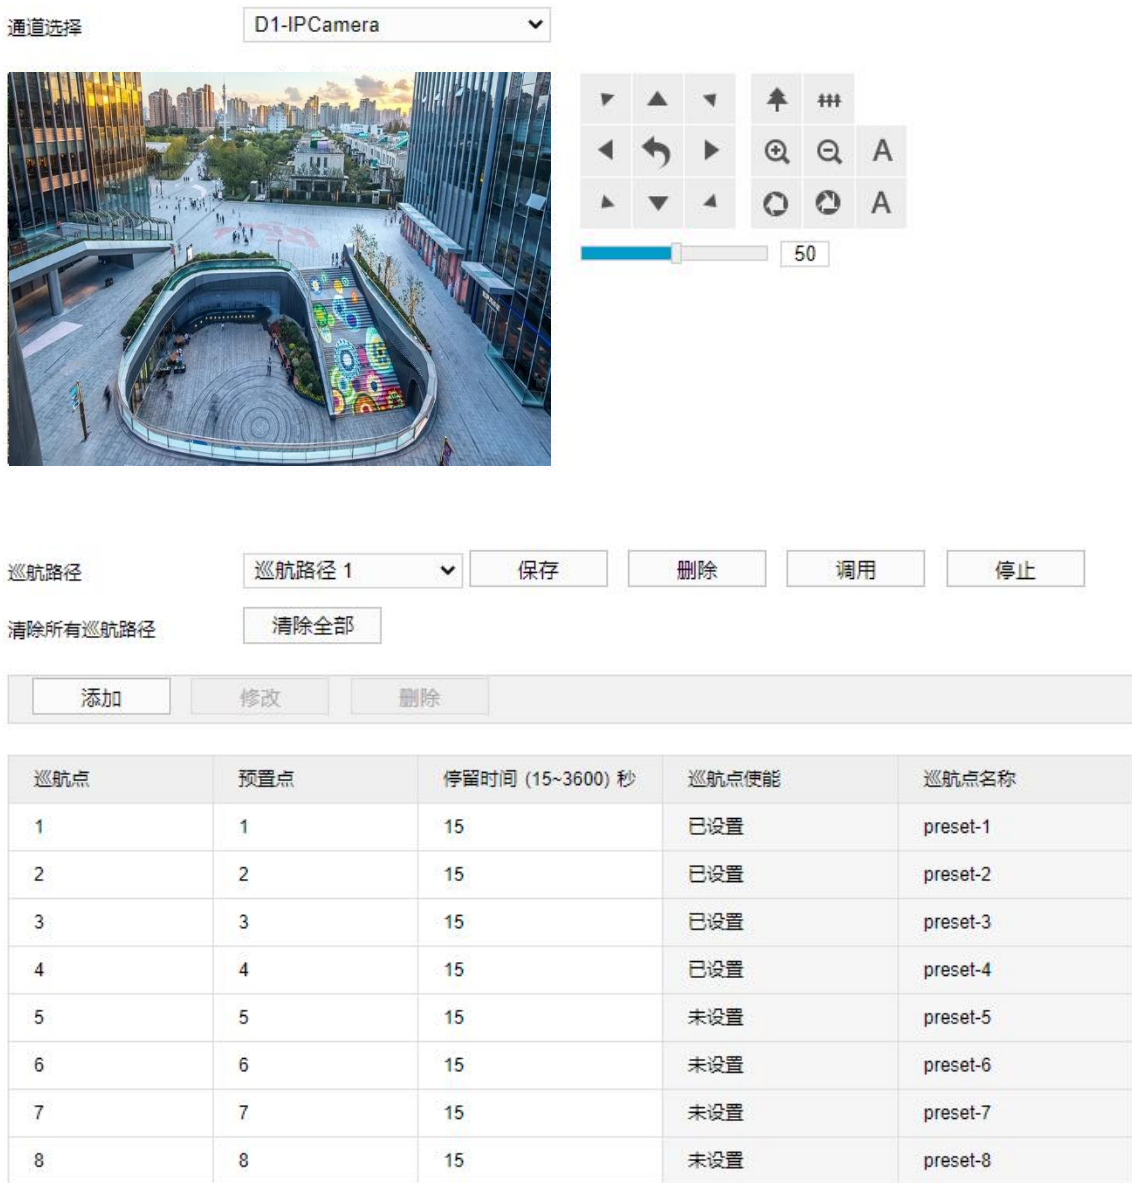 通道选择 D1-IPCamera
A
A
50
巡航路径 巡航路径 1 保存 删除 调用 停止
清除所有巡航路径 清除全部
添加 修改 删除
巡航点 预置点 停留时间 (15~3600) 秒 巡航点使能 巡航点名称
1 1 15 已设置 preset-1
2 2 15 已设置 preset-2
3 3 15 已设置 preset-3
4 4 15 已设置 preset-4
5 5 15 未设置 preset-5
6 6 15 未设置 preset-6
7 7 15 未设置 preset-7
8 8 15 未设置 preset-8